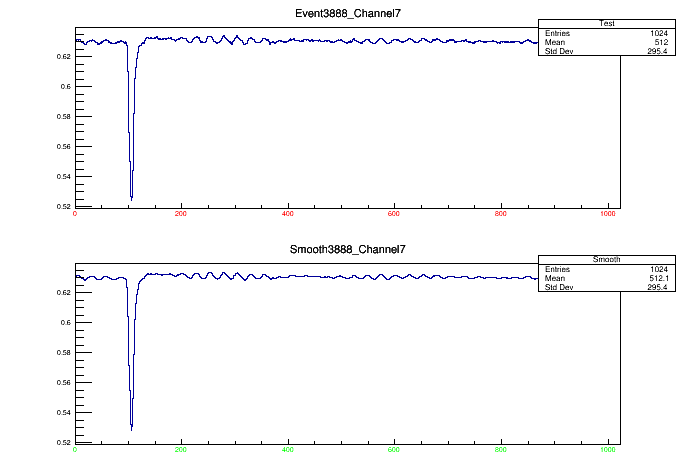 Event3888_Channel7
Test
Entries 1024
Mean 512
Std Dev 295.4
0.62
0.6
0.58
0.56
0.54
0.52
0 200 400 600 800 1000
Smooth3888_Channel7
Smooth
Entries 1024
Mean 512.1
Std Dev 295.4
0.62
0.6
0.58
0.56
0.54
0.52
0 200 400 600 800 1000